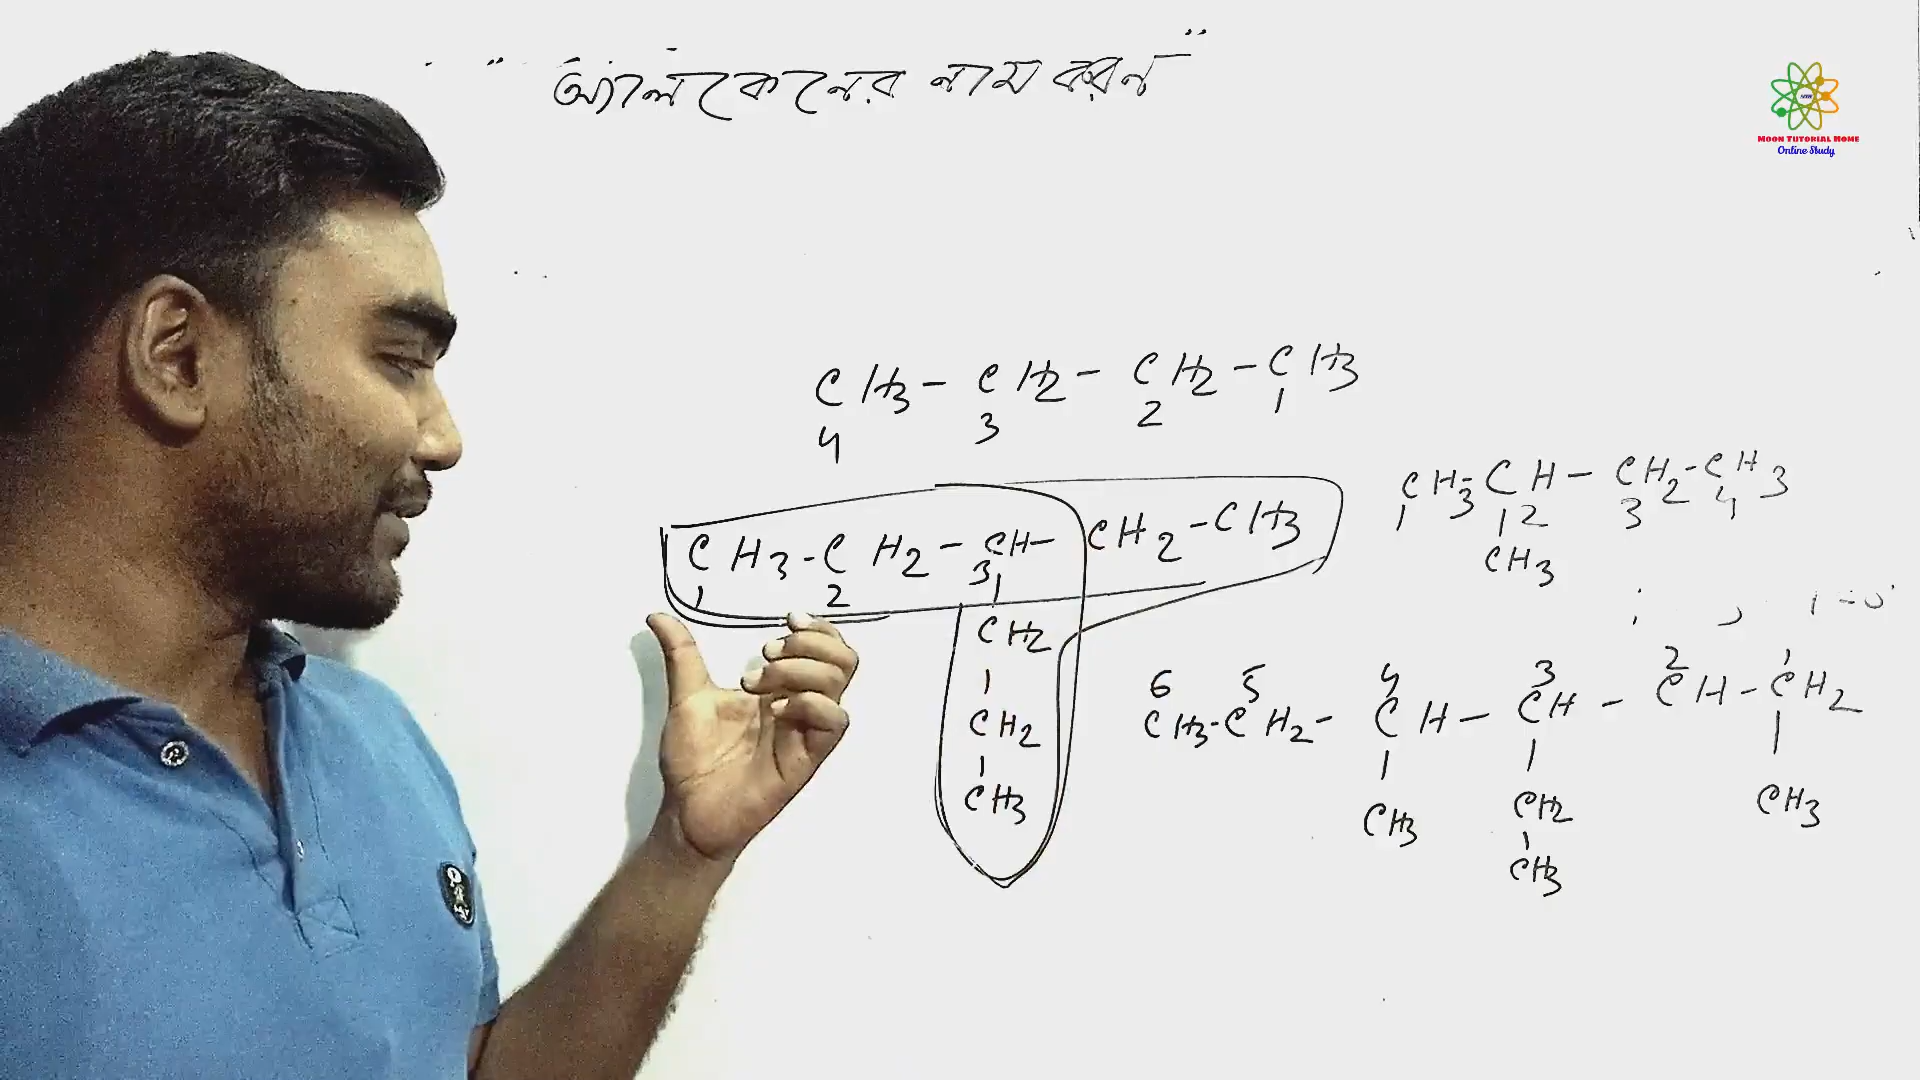 "অ্যালকেনের নামকরন"
MOON TUTORIAL HOME
Online Study
CH3 - CH2 - CH2 - CH3
4 3 2 1
CH3 - CH2 - CH - CH2 - CH3
1 2 3
CH2
CH2
CH3
CH3 - CH - CH2 - CH3
1 2 3 4
CH3
6 5 4 3 2 1
CH3 - CH2 - CH - CH - CH - CH2
CH3 CH2 CH3
CH3